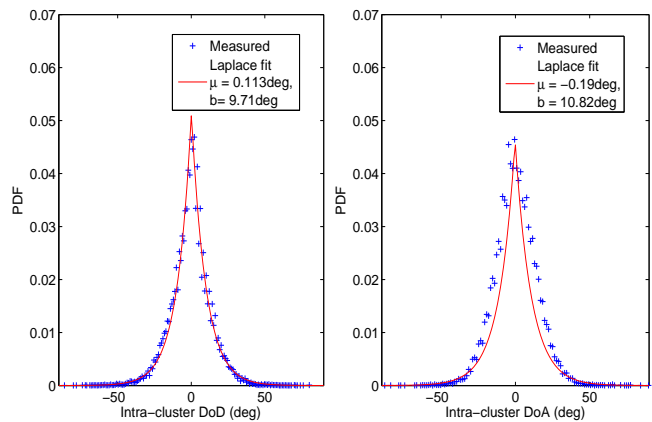 0.07
0.06
0.05
0.04
0.03
0.02
0.01
0
PDF
−50 0 50
Intra-cluster DoD (deg)
Measured
Laplace fit
μ = 0.113deg,
b= 9.71deg
0.07
0.06
0.05
0.04
0.03
0.02
0.01
0
PDF
−50 0 50
Intra-cluster DoA (deg)
Measured
Laplace fit
μ = −0.19deg,
b = 10.82deg